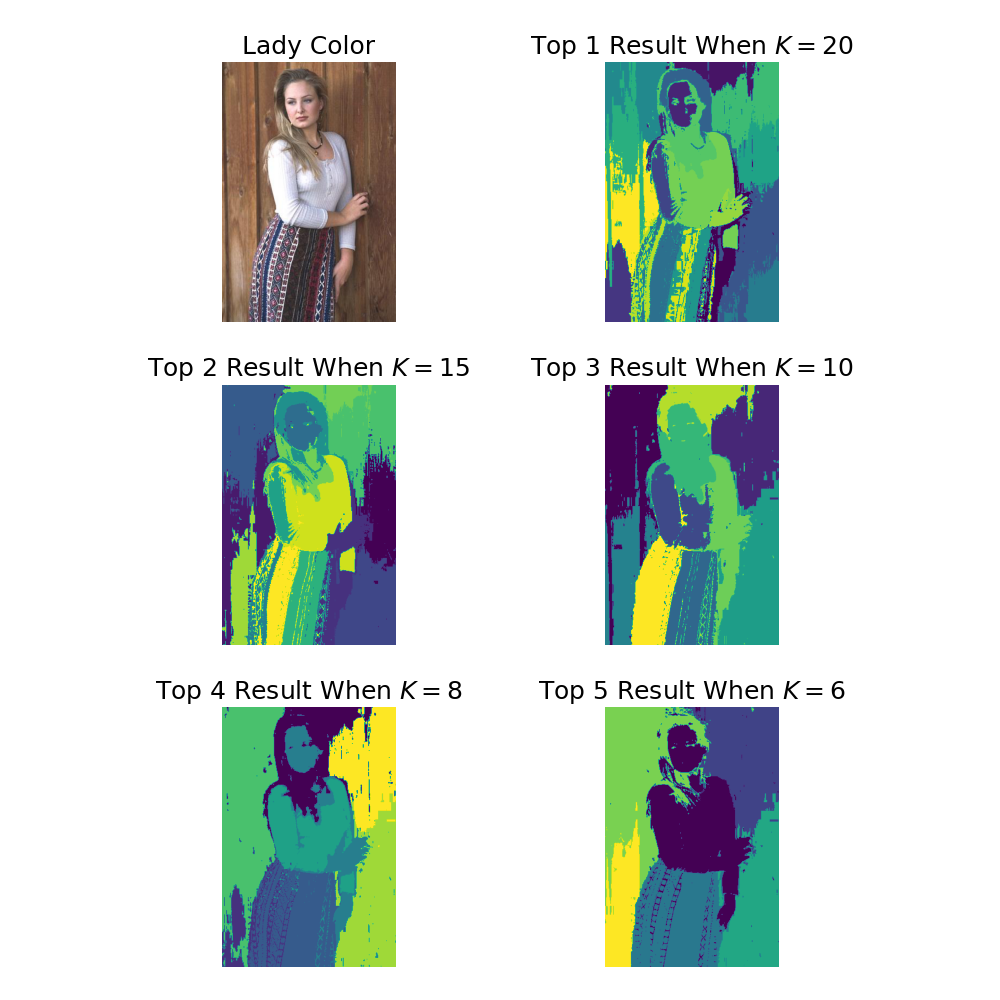 Lady Color
Top 1 Result When K = 20
Top 2 Result When K = 15
Top 3 Result When K = 10
Top 4 Result When K = 8
Top 5 Result When K = 6